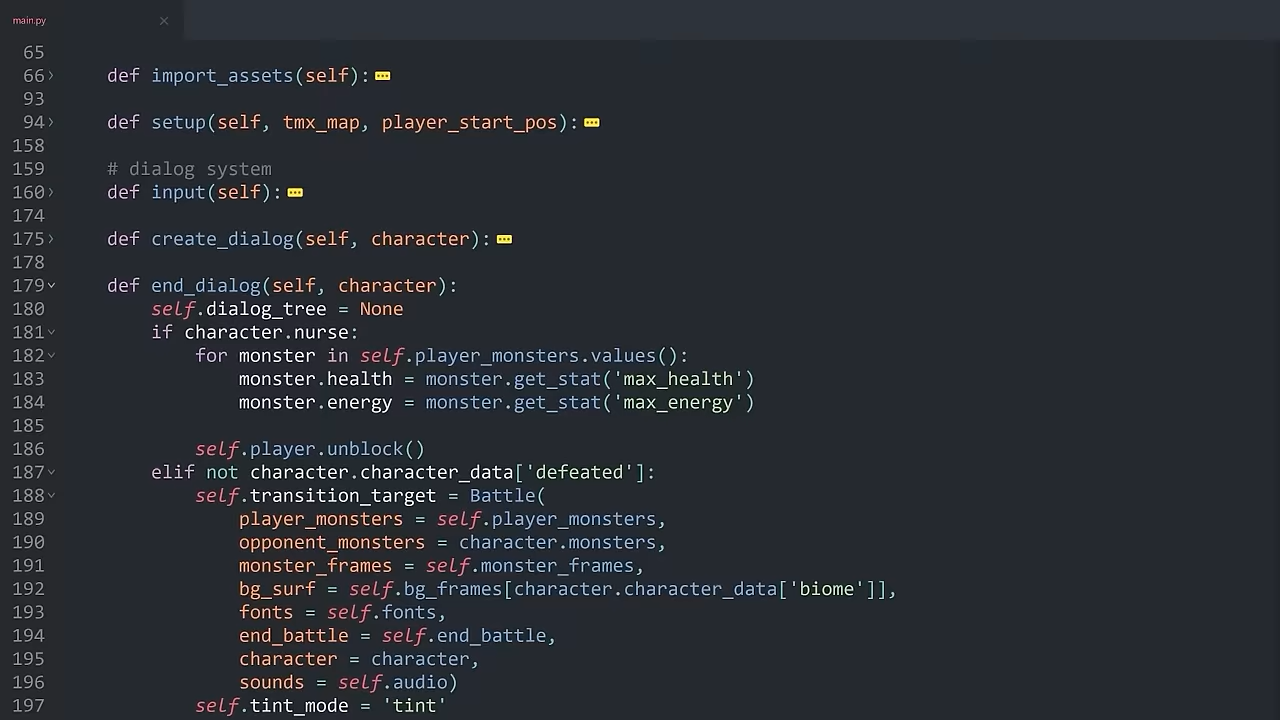 main.py ×
65
66 def import_assets(self):
93
94 def setup(self, tmx_map, player_start_pos):
158
159 # dialog system
160 def input(self):
174
175 def create_dialog(self, character):
178
179 def end_dialog(self, character):
180 self.dialog_tree = None
181 if character.nurse:
182 for monster in self.player_monsters.values():
183 monster.health = monster.get_stat('max_health')
184 monster.energy = monster.get_stat('max_energy')
185
186 self.player.unblock()
187 elif not character.character_data['defeated']:
188 self.transition_target = Battle(
189 player_monsters = self.player_monsters,
190 opponent_monsters = character.monsters,
191 monster_frames = self.monster_frames,
192 bg_surf = self.bg_frames[character.character_data['biome']],
193 fonts = self.fonts,
194 end_battle = self.end_battle,
195 character = character,
196 sounds = self.audio)
197 self.tint_mode = 'tint'